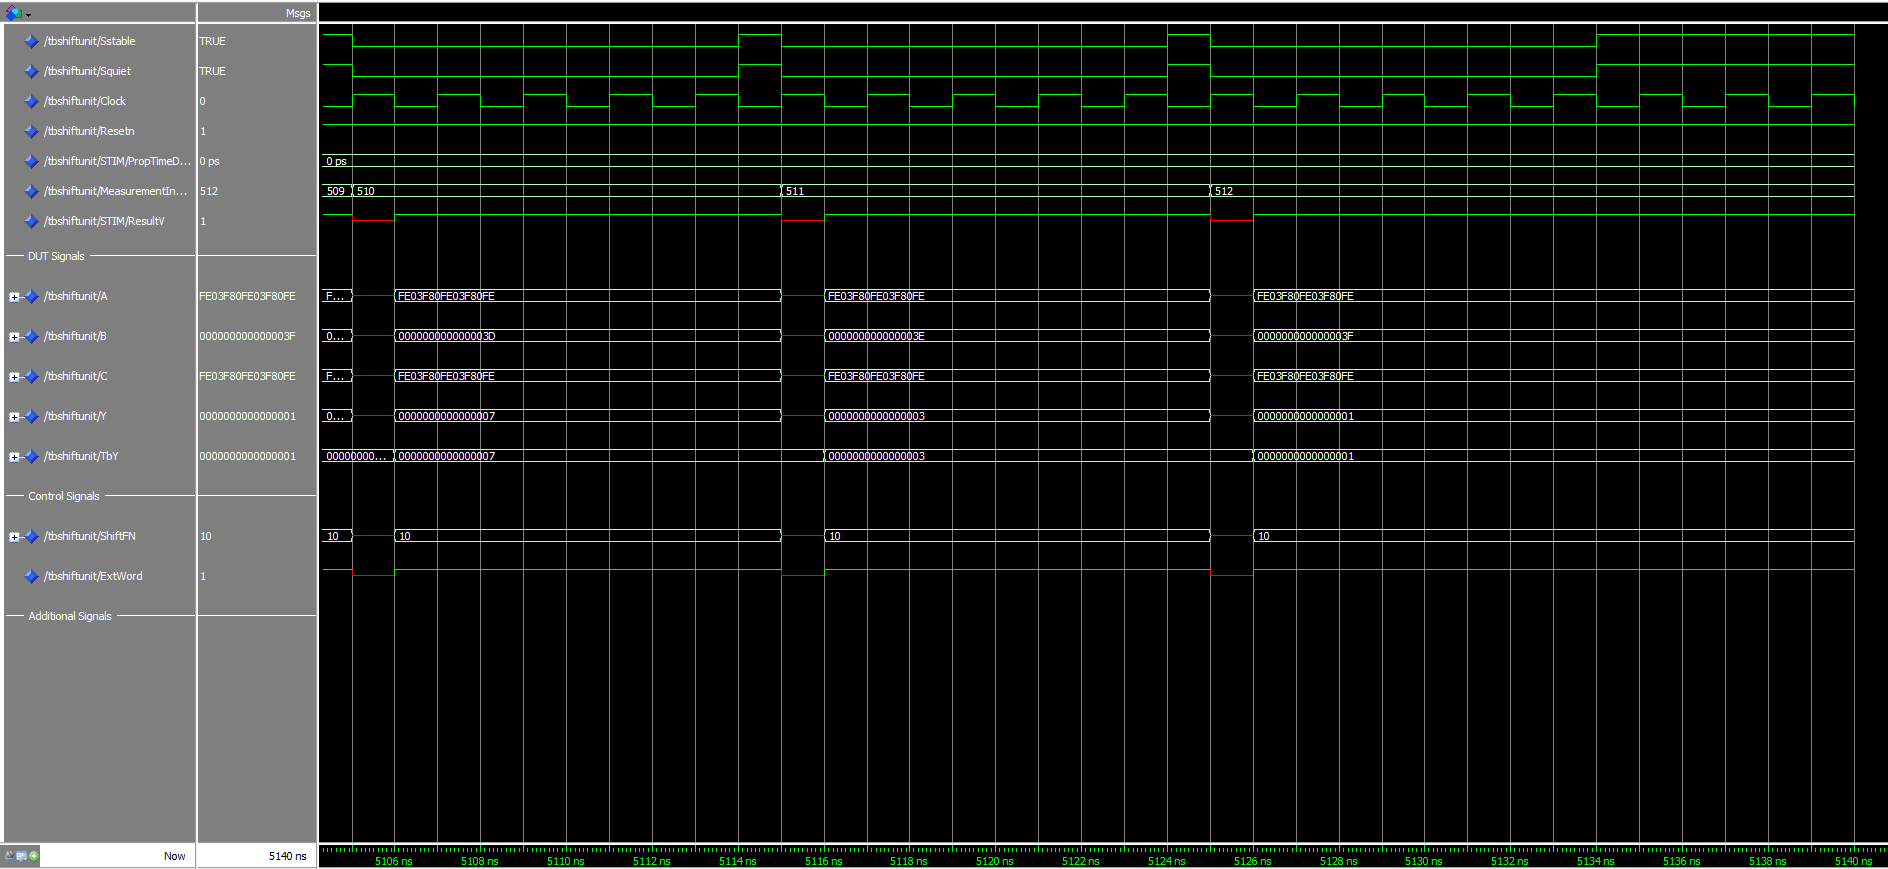 Msgs
/tbshiftunit/Sstable TRUE
/tbshiftunit/Squiet TRUE
/tbshiftunit/Clock 0
/tbshiftunit/Resetn 1
/tbshiftunit/STIM/PropTimeD... 0 ps 0 ps
/tbshiftunit/MeasurementIn... 512 509 510 511 512
/tbshiftunit/STIM/ResultV 1
DUT Signals
/tbshiftunit/A FE03F80FE03F80FE F... FE03F80FE03F80FE FE03F80FE03F80FE FE03F80FE03F80FE
/tbshiftunit/B 000000000000003F 0... 000000000000003D 000000000000003E 000000000000003F
/tbshiftunit/C FE03F80FE03F80FE F... FE03F80FE03F80FE FE03F80FE03F80FE FE03F80FE03F80FE
/tbshiftunit/Y 0000000000000001 0... 0000000000000007 0000000000000003 0000000000000001
/tbshiftunit/TbY 0000000000000001 00000000... 0000000000000007 0000000000000003 0000000000000001
Control Signals
/tbshiftunit/ShiftFN 10 10 10 10 10
/tbshiftunit/ExtWord 1
Additional Signals
Now 5140 ns 5106 ns 5108 ns 5110 ns 5112 ns 5114 ns 5116 ns 5118 ns 5120 ns 5122 ns 5124 ns 5126 ns 5128 ns 5130 ns 5132 ns 5134 ns 5136 ns 5138 ns 5140 ns